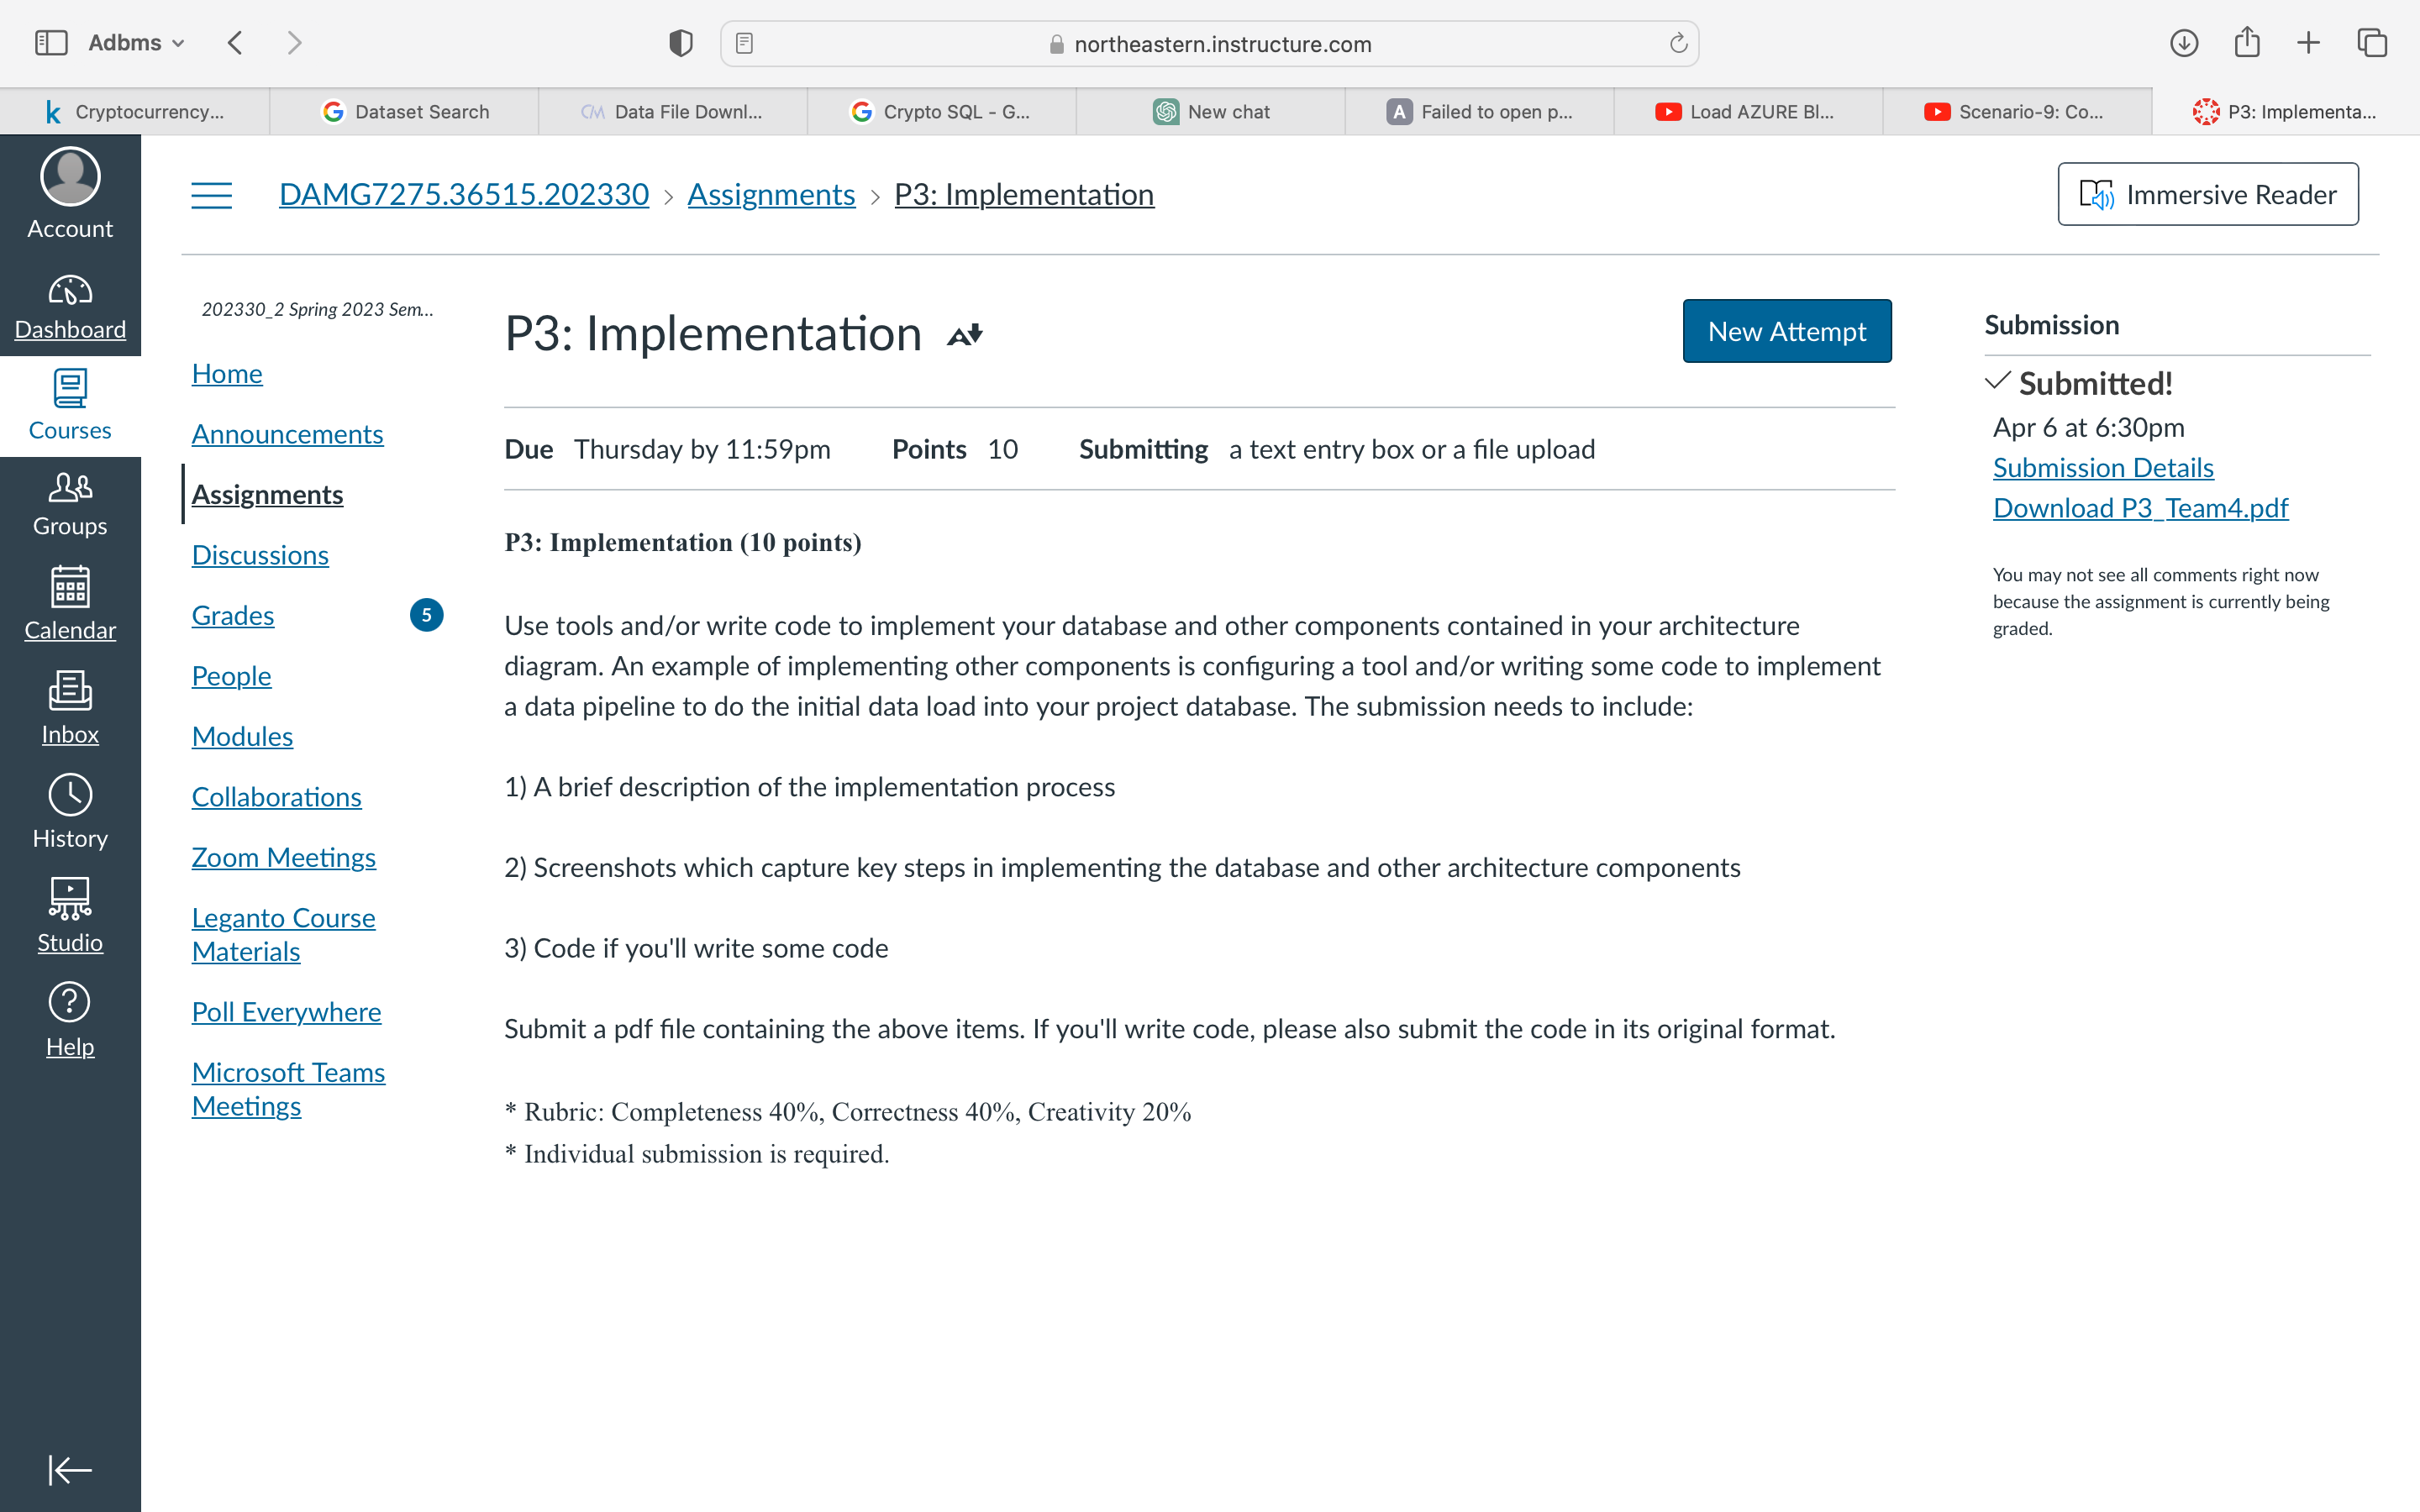 Adbms
northeastern.instructure.com
Cryptocurrency...
Dataset Search
CM Data File Downl...
Crypto SQL - G...
New chat
A Failed to open p...
Load AZURE Bl...
Scenario-9: Co...
P3: Implementa...
Account
Dashboard
Courses
Groups
Calendar
Inbox
History
Studio
Help
DAMG7275.36515.202330 > Assignments > P3: Implementation
Immersive Reader
202330_2 Spring 2023 Sem...
Home
Announcements
Assignments
Discussions
Grades 5
People
Modules
Collaborations
Zoom Meetings
Leganto Course
Materials
Poll Everywhere
Microsoft Teams
Meetings
P3: Implementation
New Attempt
Due Thursday by 11:59pm Points 10 Submitting a text entry box or a file upload
P3: Implementation (10 points)
Use tools and/or write code to implement your database and other components contained in your architecture
diagram. An example of implementing other components is configuring a tool and/or writing some code to implement
a data pipeline to do the initial data load into your project database. The submission needs to include:
1) A brief description of the implementation process
2) Screenshots which capture key steps in implementing the database and other architecture components
3) Code if you'll write some code
Submit a pdf file containing the above items. If you'll write code, please also submit the code in its original format.
* Rubric: Completeness 40%, Correctness 40%, Creativity 20%
* Individual submission is required.
Submission
Submitted!
Apr 6 at 6:30pm
Submission Details
Download P3_Team4.pdf
You may not see all comments right now
because the assignment is currently being
graded.